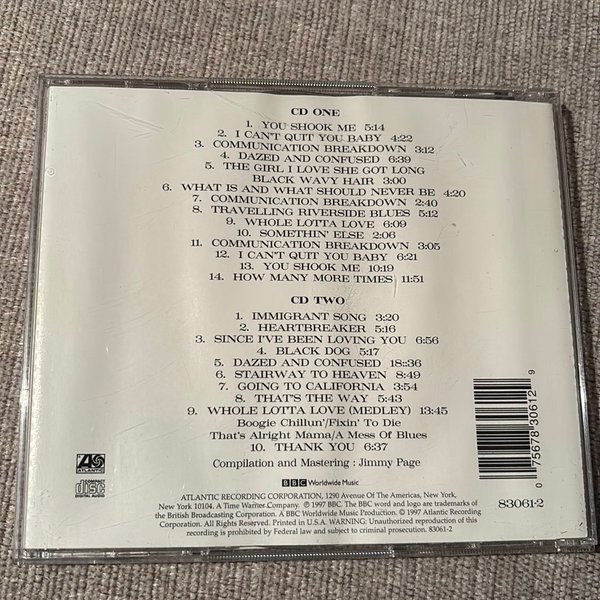 CD ONE
1. YOU SHOOK ME 5:14
2. I CAN'T QUIT YOU BABY 4:22
3. COMMUNICATION BREAKDOWN 3:12
4. DAZED AND CONFUSED 6:39
5. THE GIRL I LOVE SHE GOT LONG
BLACK WAVY HAIR 3:00
6. WHAT IS AND WHAT SHOULD NEVER BE 4:20
7. COMMUNICATION BREAKDOWN 2:40
8. TRAVELLING RIVERSIDE BLUES 5:12
9. WHOLE LOTTA LOVE 6:09
10. SOMETHIN' ELSE 2:06
11. COMMUNICATION BREAKDOWN 3:05
12. I CAN'T QUIT YOU BABY 6:21
13. YOU SHOOK ME 10:19
14. HOW MANY MORE TIMES 11:51
CD TWO
1. IMMIGRANT SONG 3:20
2. HEARTBREAKER 5:16
3. SINCE I'VE BEEN LOVING YOU 6:56
4. BLACK DOG 5:17
5. DAZED AND CONFUSED 18::36
6. STAIRWAY TO HEAVEN 8:49
7. GOING TO CALIFORNIA 3:54
8. THAT'S THE WAY 5:43
9. WHOLE LOTTA LOVE (MEDLEY) 13:45
Boogie Chillun'/Fixin' To Die
That's Alright Mama/A Mess Of Blues
10. THANK YOU 6:37
Compilation and Mastering : Jimmy Page
ATLANTIC
COMPACT
disc
DIGITAL AUDIO
BBC Worldwide Music
ATLANTIC RECORDING CORPORATION, 1290 Avenue Of The Americas, New York,
New York 10104. A Time Warner Company. ℗ 1997 BBC. The BBC word and logo are trademarks of
the British Broadcasting Corporation. A BBC Worldwide Music Production. © 1997 Atlantic Recording
Corporation. All Rights Reserved. Printed in U.S.A. WARNING: Unauthorized reproduction of this
recording is prohibited by Federal law and subject to criminal prosecution. 83061-2
0 75678 30612 9
83061-2